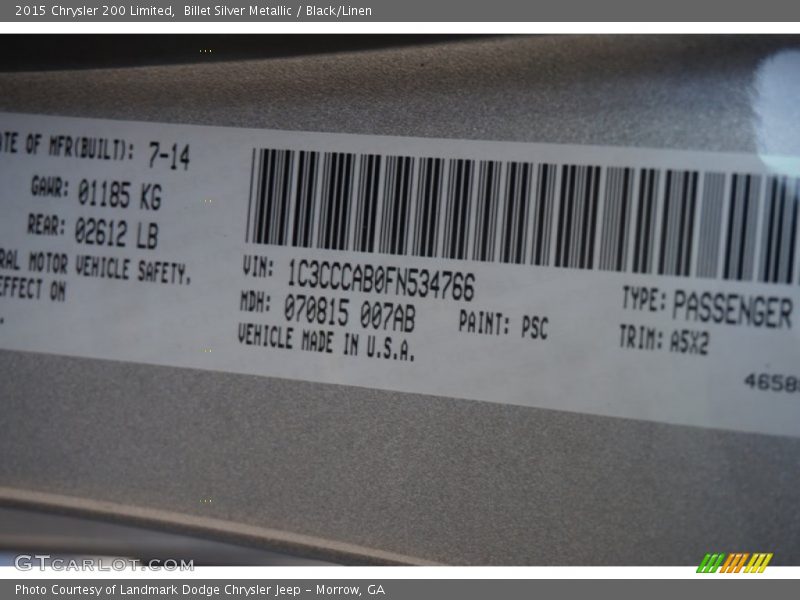 2015 Chrysler 200 Limited, Billet Silver Metallic / Black/Linen
ATE OF MFR(BUILT): 7-14
GAWR: 01185 KG
REAR: 02612 LB
RAL MOTOR VEHICLE SAFETY,
EFFECT ON
VIN: 1C3CCCAB0FN534766
MDH: 070815 007AB
PAINT: PSC
VEHICLE MADE IN U.S.A.
TYPE: PASSENGER
TRIM: A5X2
4658
GTCARLOT.COM
Photo Courtesy of Landmark Dodge Chrysler Jeep – Morrow, GA